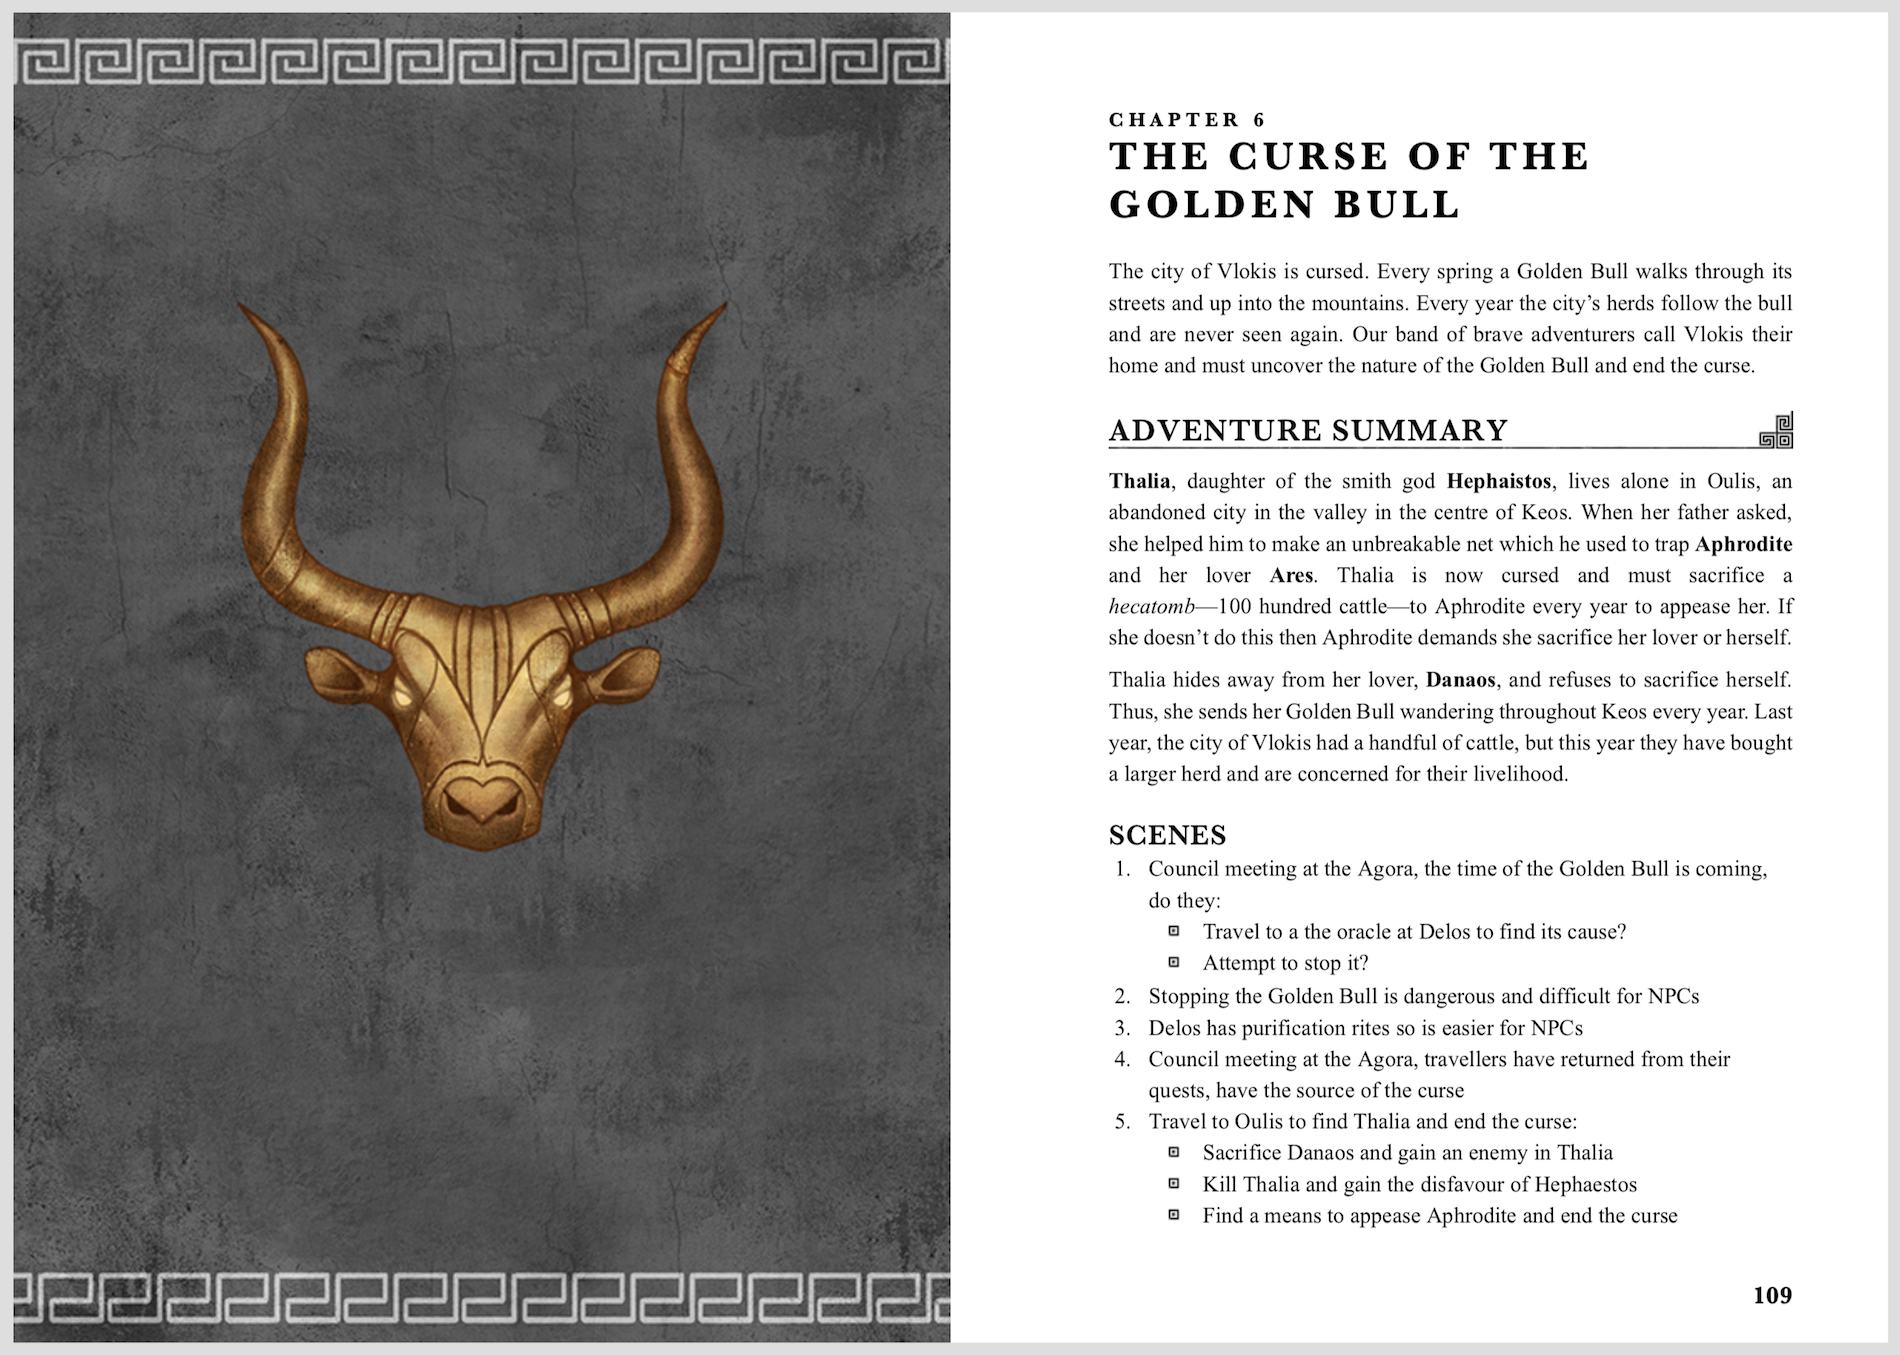 CHAPTER 6
THE CURSE OF THE
GOLDEN BULL
The city of Vlokis is cursed. Every spring a Golden Bull walks through its
streets and up into the mountains. Every year the city’s herds follow the bull
and are never seen again. Our band of brave adventurers call Vlokis their
home and must uncover the nature of the Golden Bull and end the curse.
ADVENTURE SUMMARY
Thalia, daughter of the smith god Hephaistos, lives alone in Oulis, an
abandoned city in the valley in the centre of Keos. When her father asked,
she helped him to make an unbreakable net which he used to trap Aphrodite
and her lover Ares. Thalia is now cursed and must sacrifice a
hecatomb—100 hundred cattle—to Aphrodite every year to appease her. If
she doesn’t do this then Aphrodite demands she sacrifice her lover or herself.
Thalia hides away from her lover, Danaos, and refuses to sacrifice herself.
Thus, she sends her Golden Bull wandering throughout Keos every year. Last
year, the city of Vlokis had a handful of cattle, but this year they have bought
a larger herd and are concerned for their livelihood.
SCENES
1. Council meeting at the Agora, the time of the Golden Bull is coming,
do they:
Travel to a the oracle at Delos to find its cause?
Attempt to stop it?
2. Stopping the Golden Bull is dangerous and difficult for NPCs
3. Delos has purification rites so is easier for NPCs
4. Council meeting at the Agora, travellers have returned from their
quests, have the source of the curse
5. Travel to Oulis to find Thalia and end the curse:
Sacrifice Danaos and gain an enemy in Thalia
Kill Thalia and gain the disfavour of Hephaestos
Find a means to appease Aphrodite and end the curse
109